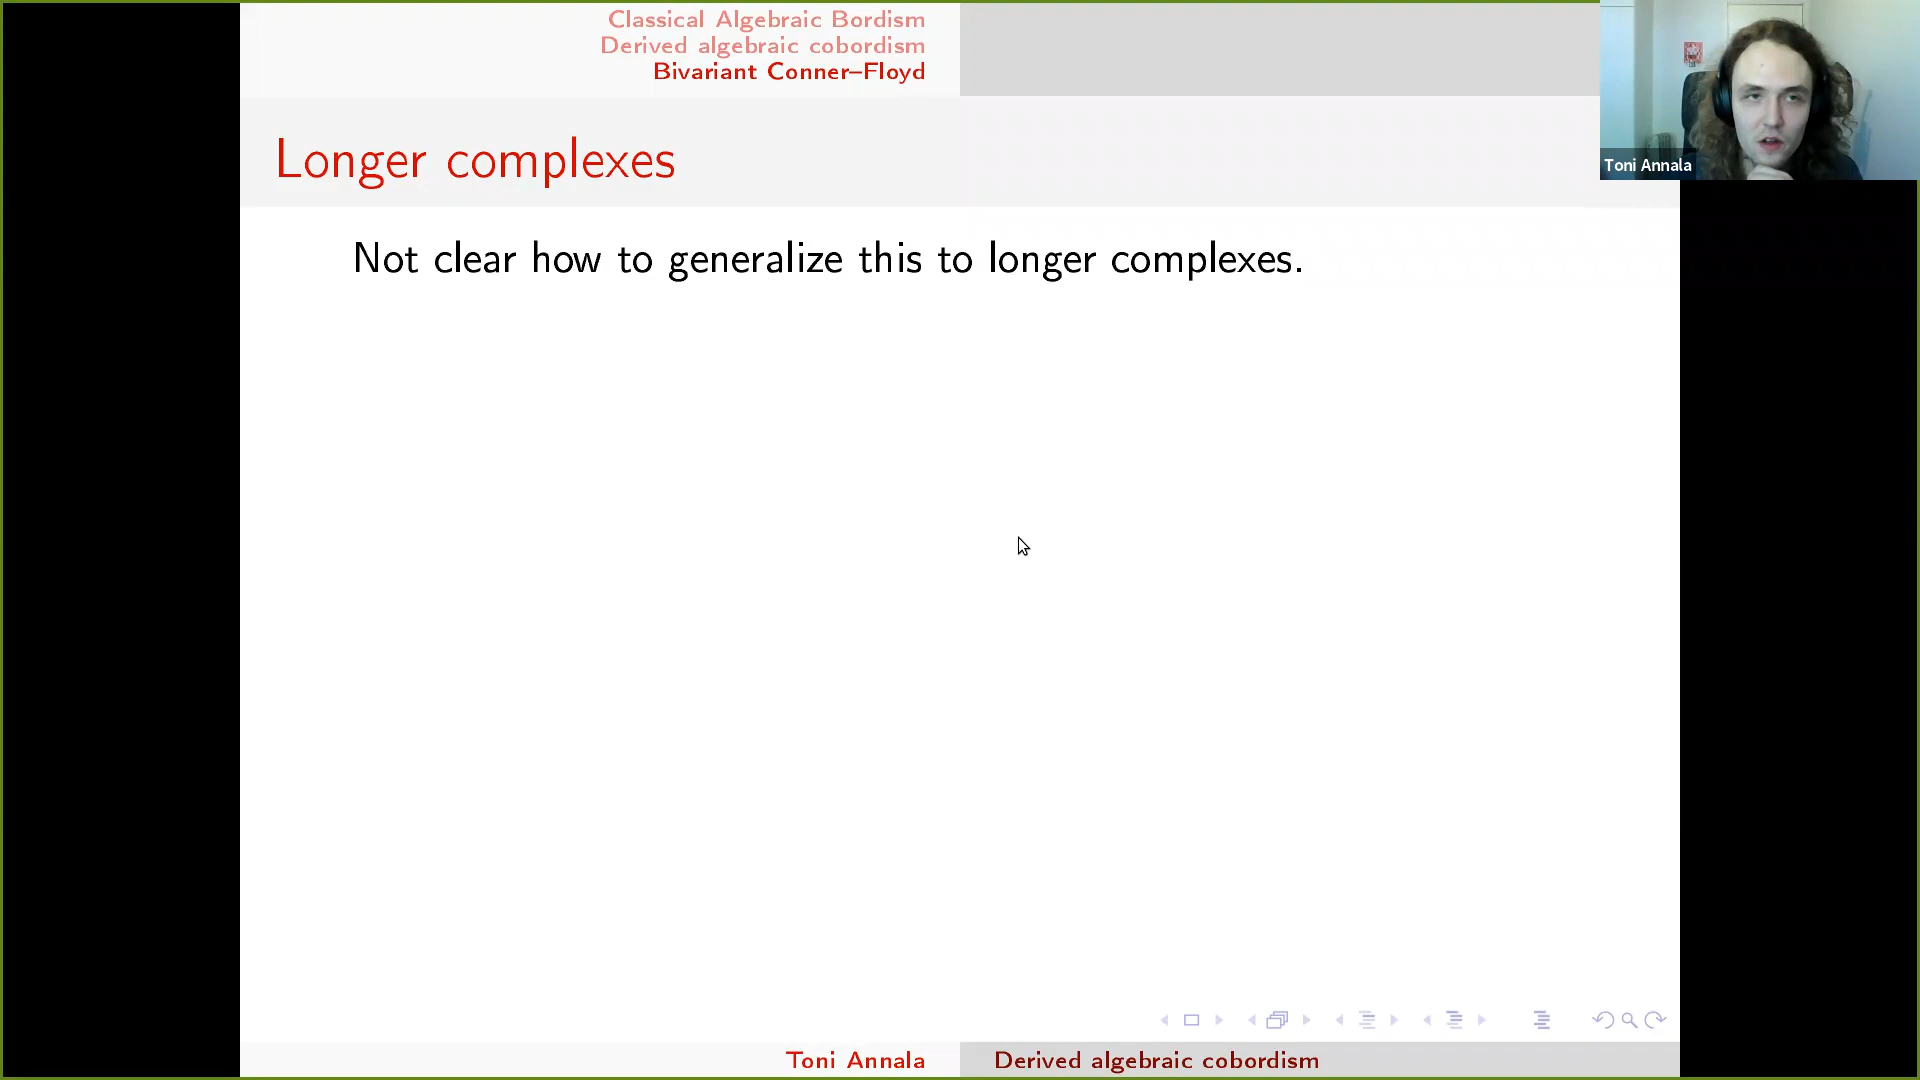 Classical Algebraic Bordism
Derived algebraic cobordism
Bivariant Conner–Floyd
Toni Annala
Longer complexes
Not clear how to generalize this to longer complexes.
Toni Annala
Derived algebraic cobordism